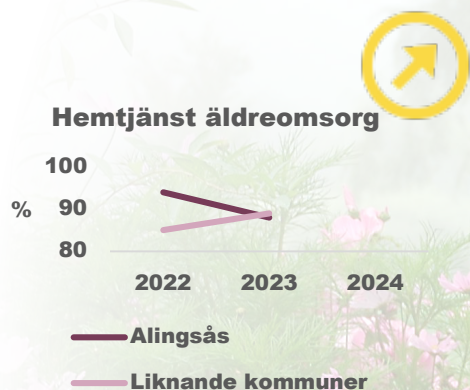 Hemtjänst äldreomsorg
100
% 90
80
2022 2023 2024
Alingsås
Liknande kommuner